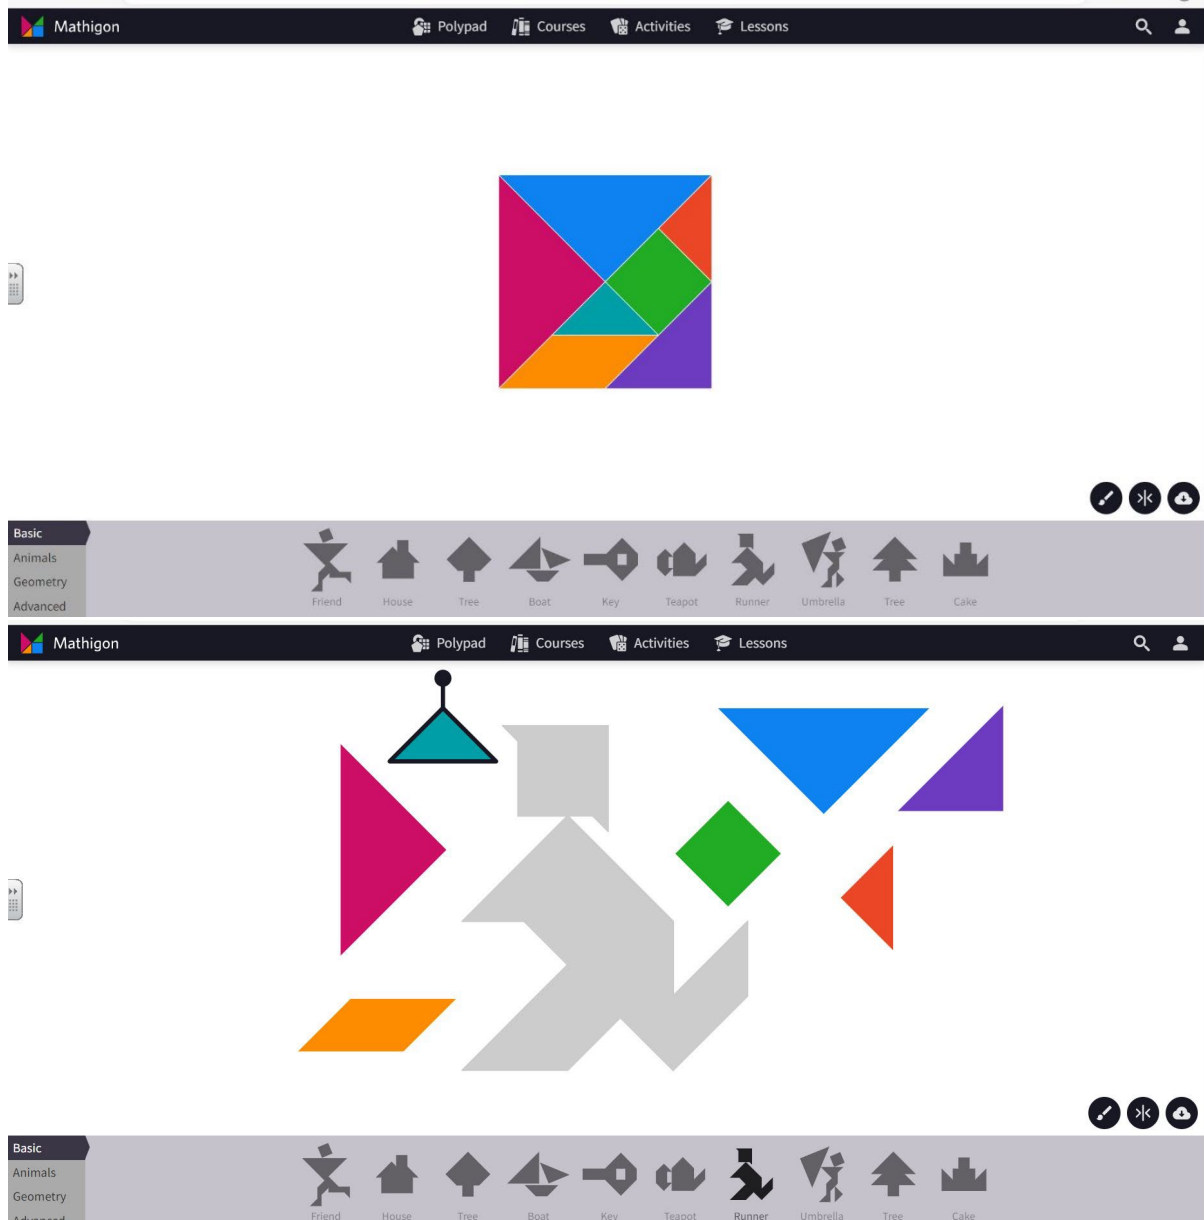 Mathigon Polypad Courses Activities Lessons
Basic
Animals
Geometry
Advanced
Friend House Tree Boat Key Teapot Runner Umbrella Tree Cake
Mathigon Polypad Courses Activities Lessons
Basic
Animals
Geometry
Advanced
Friend House Tree Boat Key Teapot Runner Umbrella Tree Cake